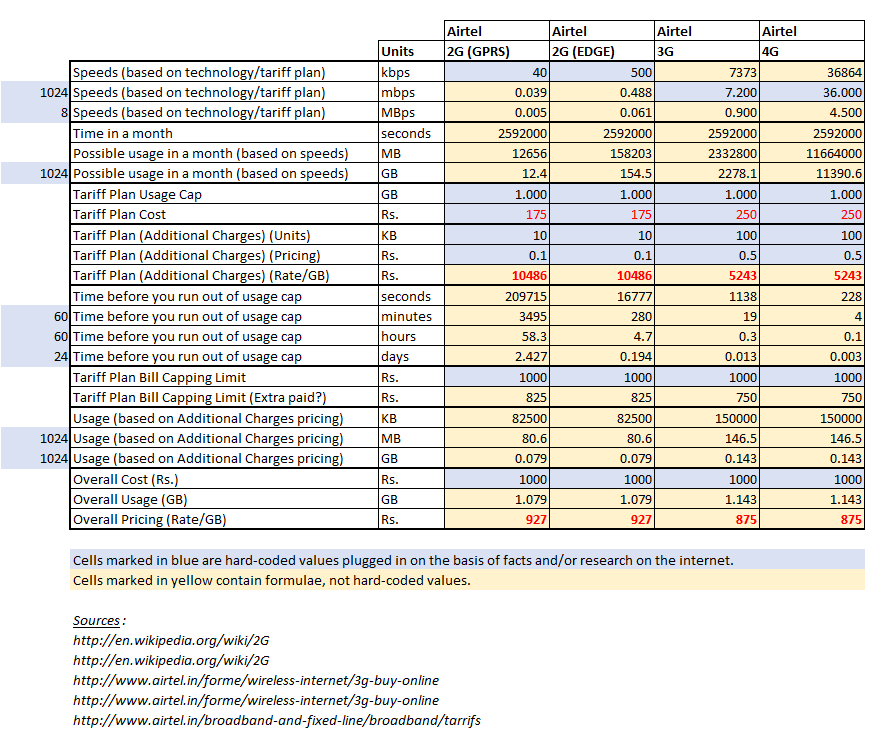 Airtel Airtel Airtel Airtel
Units 2G (GPRS) 2G (EDGE) 3G 4G
Speeds (based on technology/tariff plan) kbps 40 500 7373 36864
1024 Speeds (based on technology/tariff plan) mbps 0.039 0.488 7.200 36.000
8 Speeds (based on technology/tariff plan) MBps 0.005 0.061 0.900 4.500
Time in a month seconds 2592000 2592000 2592000 2592000
Possible usage in a month (based on speeds) MB 12656 158203 2332800 11664000
1024 Possible usage in a month (based on speeds) GB 12.4 154.5 2278.1 11390.6
Tariff Plan Usage Cap GB 1.000 1.000 1.000 1.000
Tariff Plan Cost Rs. 175 175 250 250
Tariff Plan (Additional Charges) (Units) KB 10 10 100 100
Tariff Plan (Additional Charges) (Pricing) Rs. 0.1 0.1 0.5 0.5
Tariff Plan (Additional Charges) (Rate/GB) Rs. 10486 10486 5243 5243
Time before you run out of usage cap seconds 209715 16777 1138 228
60 Time before you run out of usage cap minutes 3495 280 19 4
60 Time before you run out of usage cap hours 58.3 4.7 0.3 0.1
24 Time before you run out of usage cap days 2.427 0.194 0.013 0.003
Tariff Plan Bill Capping Limit Rs. 1000 1000 1000 1000
Tariff Plan Bill Capping Limit (Extra paid?) Rs. 825 825 750 750
Usage (based on Additional Charges pricing) KB 82500 82500 150000 150000
1024 Usage (based on Additional Charges pricing) MB 80.6 80.6 146.5 146.5
1024 Usage (based on Additional Charges pricing) GB 0.079 0.079 0.143 0.143
Overall Cost (Rs.) Rs. 1000 1000 1000 1000
Overall Usage (GB) GB 1.079 1.079 1.143 1.143
Overall Pricing (Rate/GB) Rs. 927 927 875 875
Cells marked in blue are hard-coded values plugged in on the basis of facts and/or research on the internet.
Cells marked in yellow contain formulae, not hard-coded values.
Sources :
http://en.wikipedia.org/wiki/2G
http://en.wikipedia.org/wiki/2G
http://www.airtel.in/forme/wireless-internet/3g-buy-online
http://www.airtel.in/forme/wireless-internet/3g-buy-online
http://www.airtel.in/broadband-and-fixed-line/broadband/tarrifs